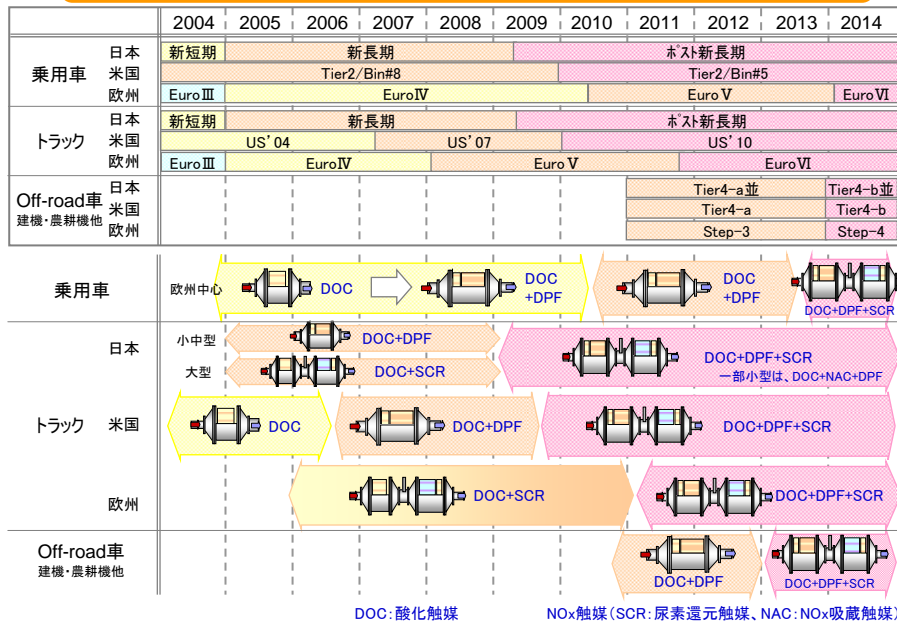 2004 2005 2006 2007 2008 2009 2010 2011 2012 2013 2014
乗用車
日本 新短期 新長期 ポスト新長期
米国 Tier2/Bin#8 Tier2/Bin#5
欧州 EuroⅢ EuroⅣ EuroⅤ EuroⅥ
トラック
日本 新短期 新長期 ポスト新長期
米国 US'04 US'07 US'10
欧州 EuroⅢ EuroⅣ EuroⅤ EuroⅥ
Off-road車
建機・農耕機他
日本 Tier4-a並 Tier4-b並
米国 Tier4-a Tier4-b
欧州 Step-3 Step-4
乗用車 欧州中心 DOC
DOC
+DPF
DOC
+DPF
DOC+DPF+SCR
トラック
日本
小中型 DOC+DPF
大型 DOC+SCR
DOC+DPF+SCR
一部小型は、DOC+NAC+DPF
米国 DOC DOC+DPF DOC+DPF+SCR
欧州 DOC+SCR DOC+DPF+SCR
Off-road車
建機・農耕機他
DOC+DPF DOC+DPF+SCR
DOC:酸化触媒 NOx触媒(SCR:尿素還元触媒、NAC:NOx吸蔵触媒)